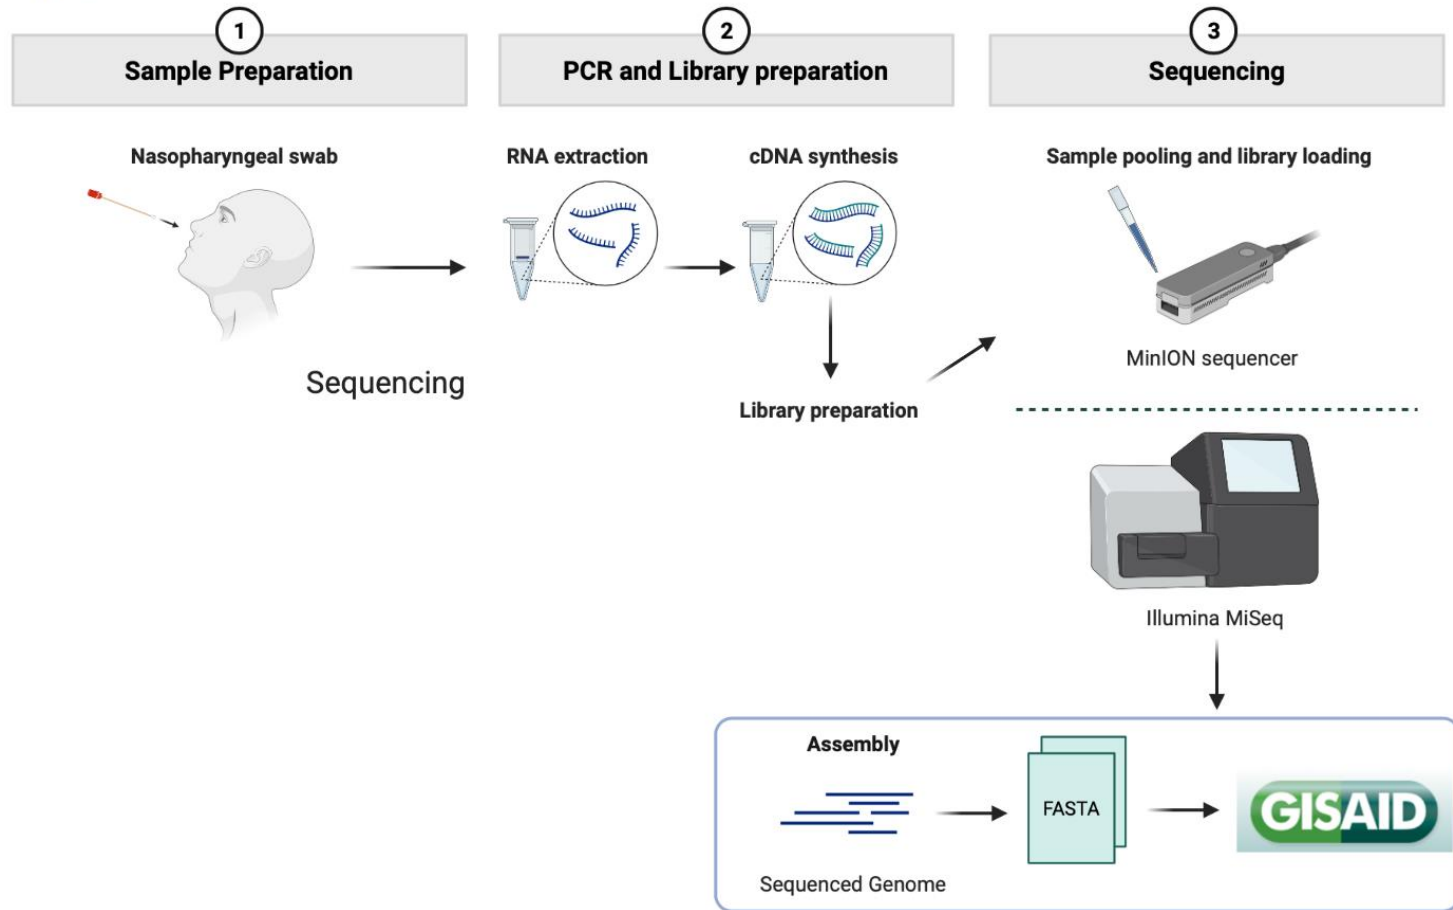 1
Sample Preparation
2
PCR and Library preparation
3
Sequencing
Nasopharyngeal swab
RNA extraction
cDNA synthesis
Sample pooling and library loading
MinION sequencer
Sequencing
Library preparation
Illumina MiSeq
Assembly
FASTA
GISAID
Sequenced Genome